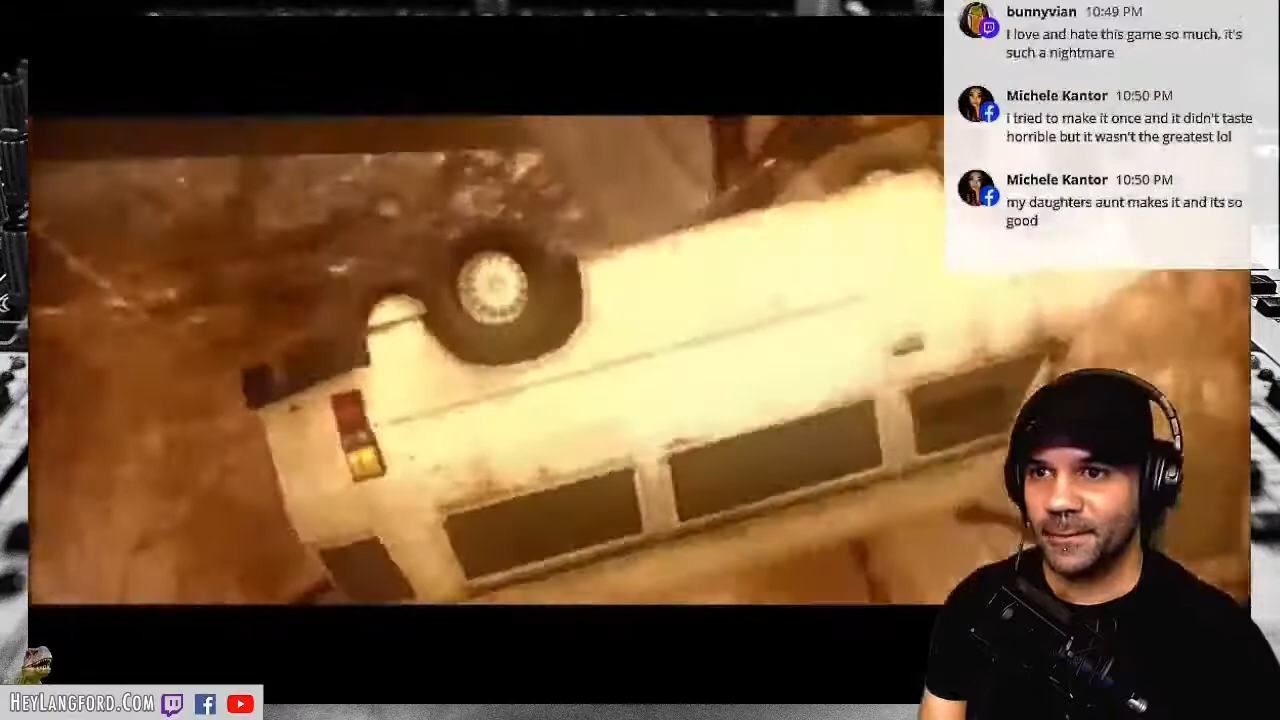 bunnyvian 10:49 PM
I love and hate this game so much, it's
such a nightmare
Michele Kantor 10:50 PM
i tried to make it once and it didn't taste
horrible but it wasn't the greatest lol
Michele Kantor 10:50 PM
my daughters aunt makes it and its so
good
HeyLangford.Com